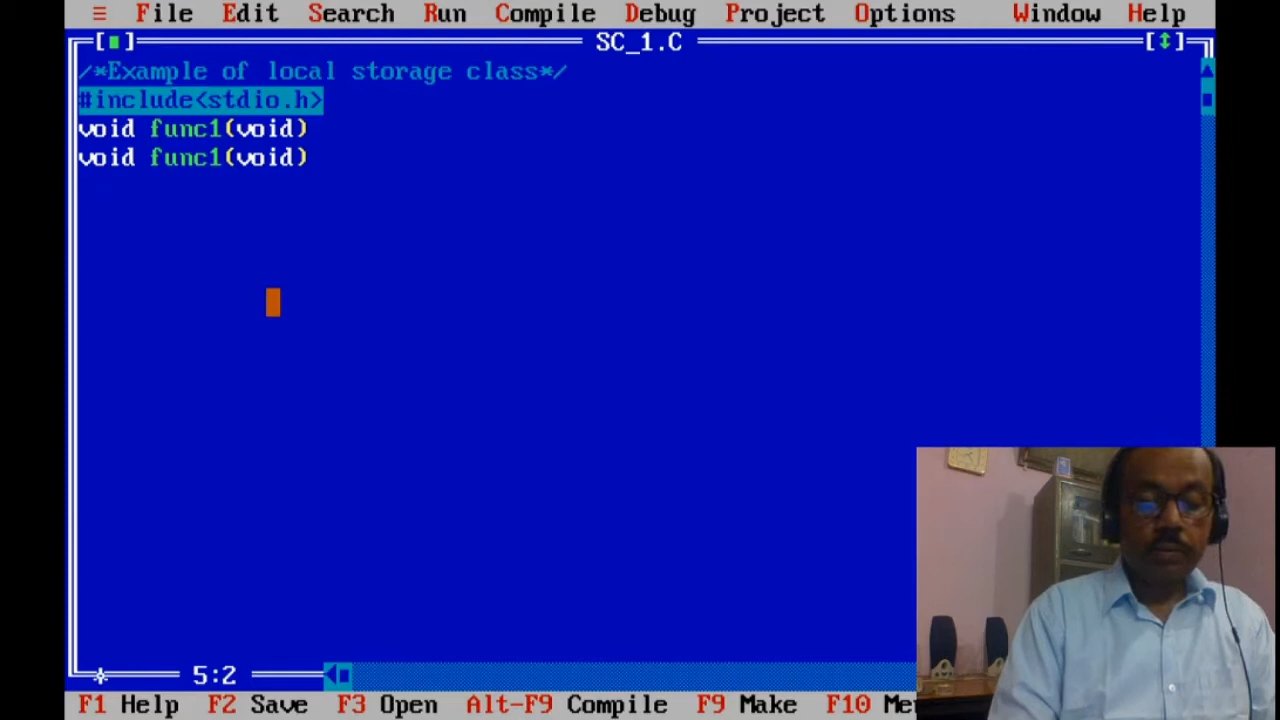 ≡ File Edit Search Run Compile Debug Project Options Window Help
[■] SC_1.C [↕]
/*Example of local storage class*/
#include<stdio.h>
void func1(void)
void func1(void)
5:2
F1 Help F2 Save F3 Open Alt-F9 Compile F9 Make F10 Me